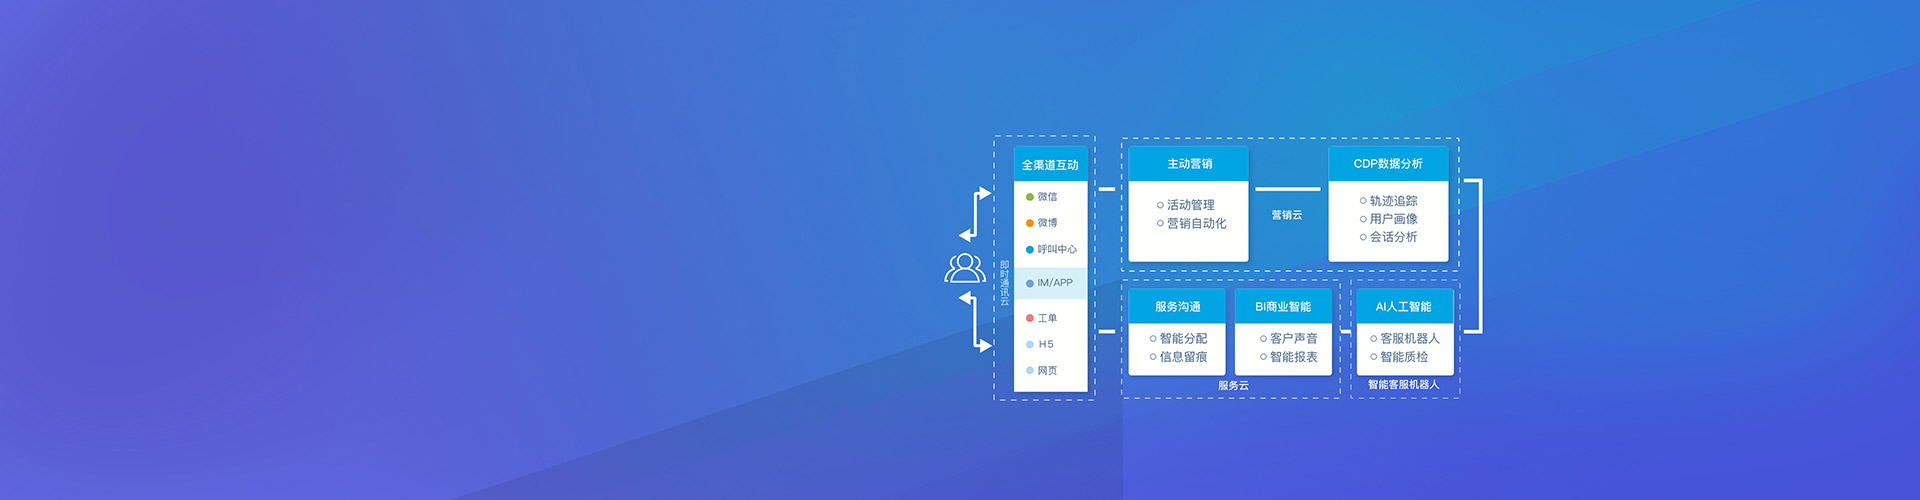 全渠道互动
微信
微博
呼叫中心
IM/APP
工单
H5
网页
即时通讯云
主动营销
活动管理
营销自动化
营销云
CDP数据分析
轨迹追踪
用户画像
会话分析
服务沟通
智能分配
信息留痕
BI商业智能
客户声音
智能报表
服务云
AI人工智能
客服机器人
智能质检
智能客服机器人